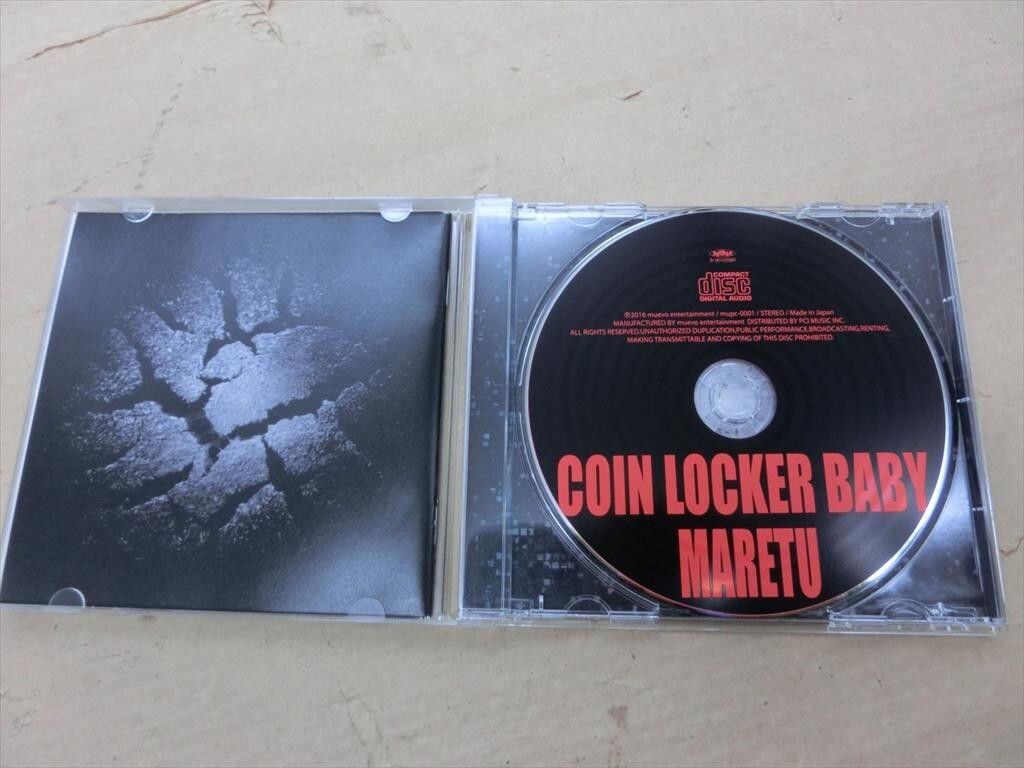 COMPACT
disc
DIGITAL AUDIO
℗2016 muevo entertainment / mupc-0001 / STEREO / Made in Japan
MANUFACTURED BY muevo entertainment DISTRIBUTED BY PCI MUSIC INC.
ALL RIGHTS RESERVED.UNAUTHORIZED DUPLICATION,PUBLIC PERFORMANCE,BROADCASTING,RENTING,
MAKING TRANSMITTABLE AND COPYING OF THIS DISC PROHIBITED.
COIN LOCKER BABY
MARETU